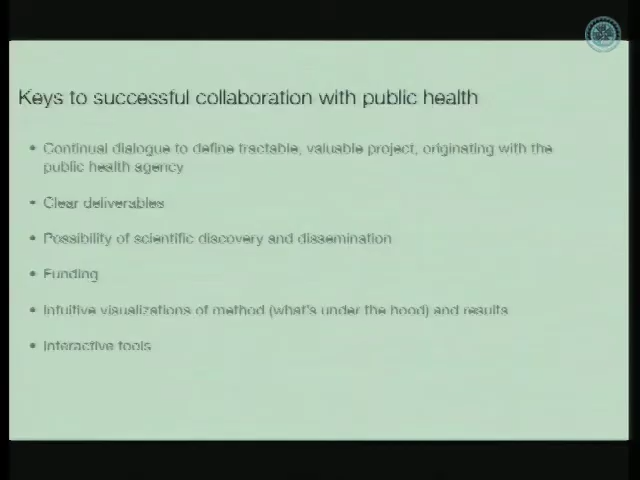 Keys to successful collaboration with public health
• Continual dialogue to define tractable, valuable project, originating with the
public health agency
• Clear deliverables
• Possibility of scientific discovery and dissemination
• Funding
• Intuitive visualizations of method (what's under the hood) and results
• Interactive tools